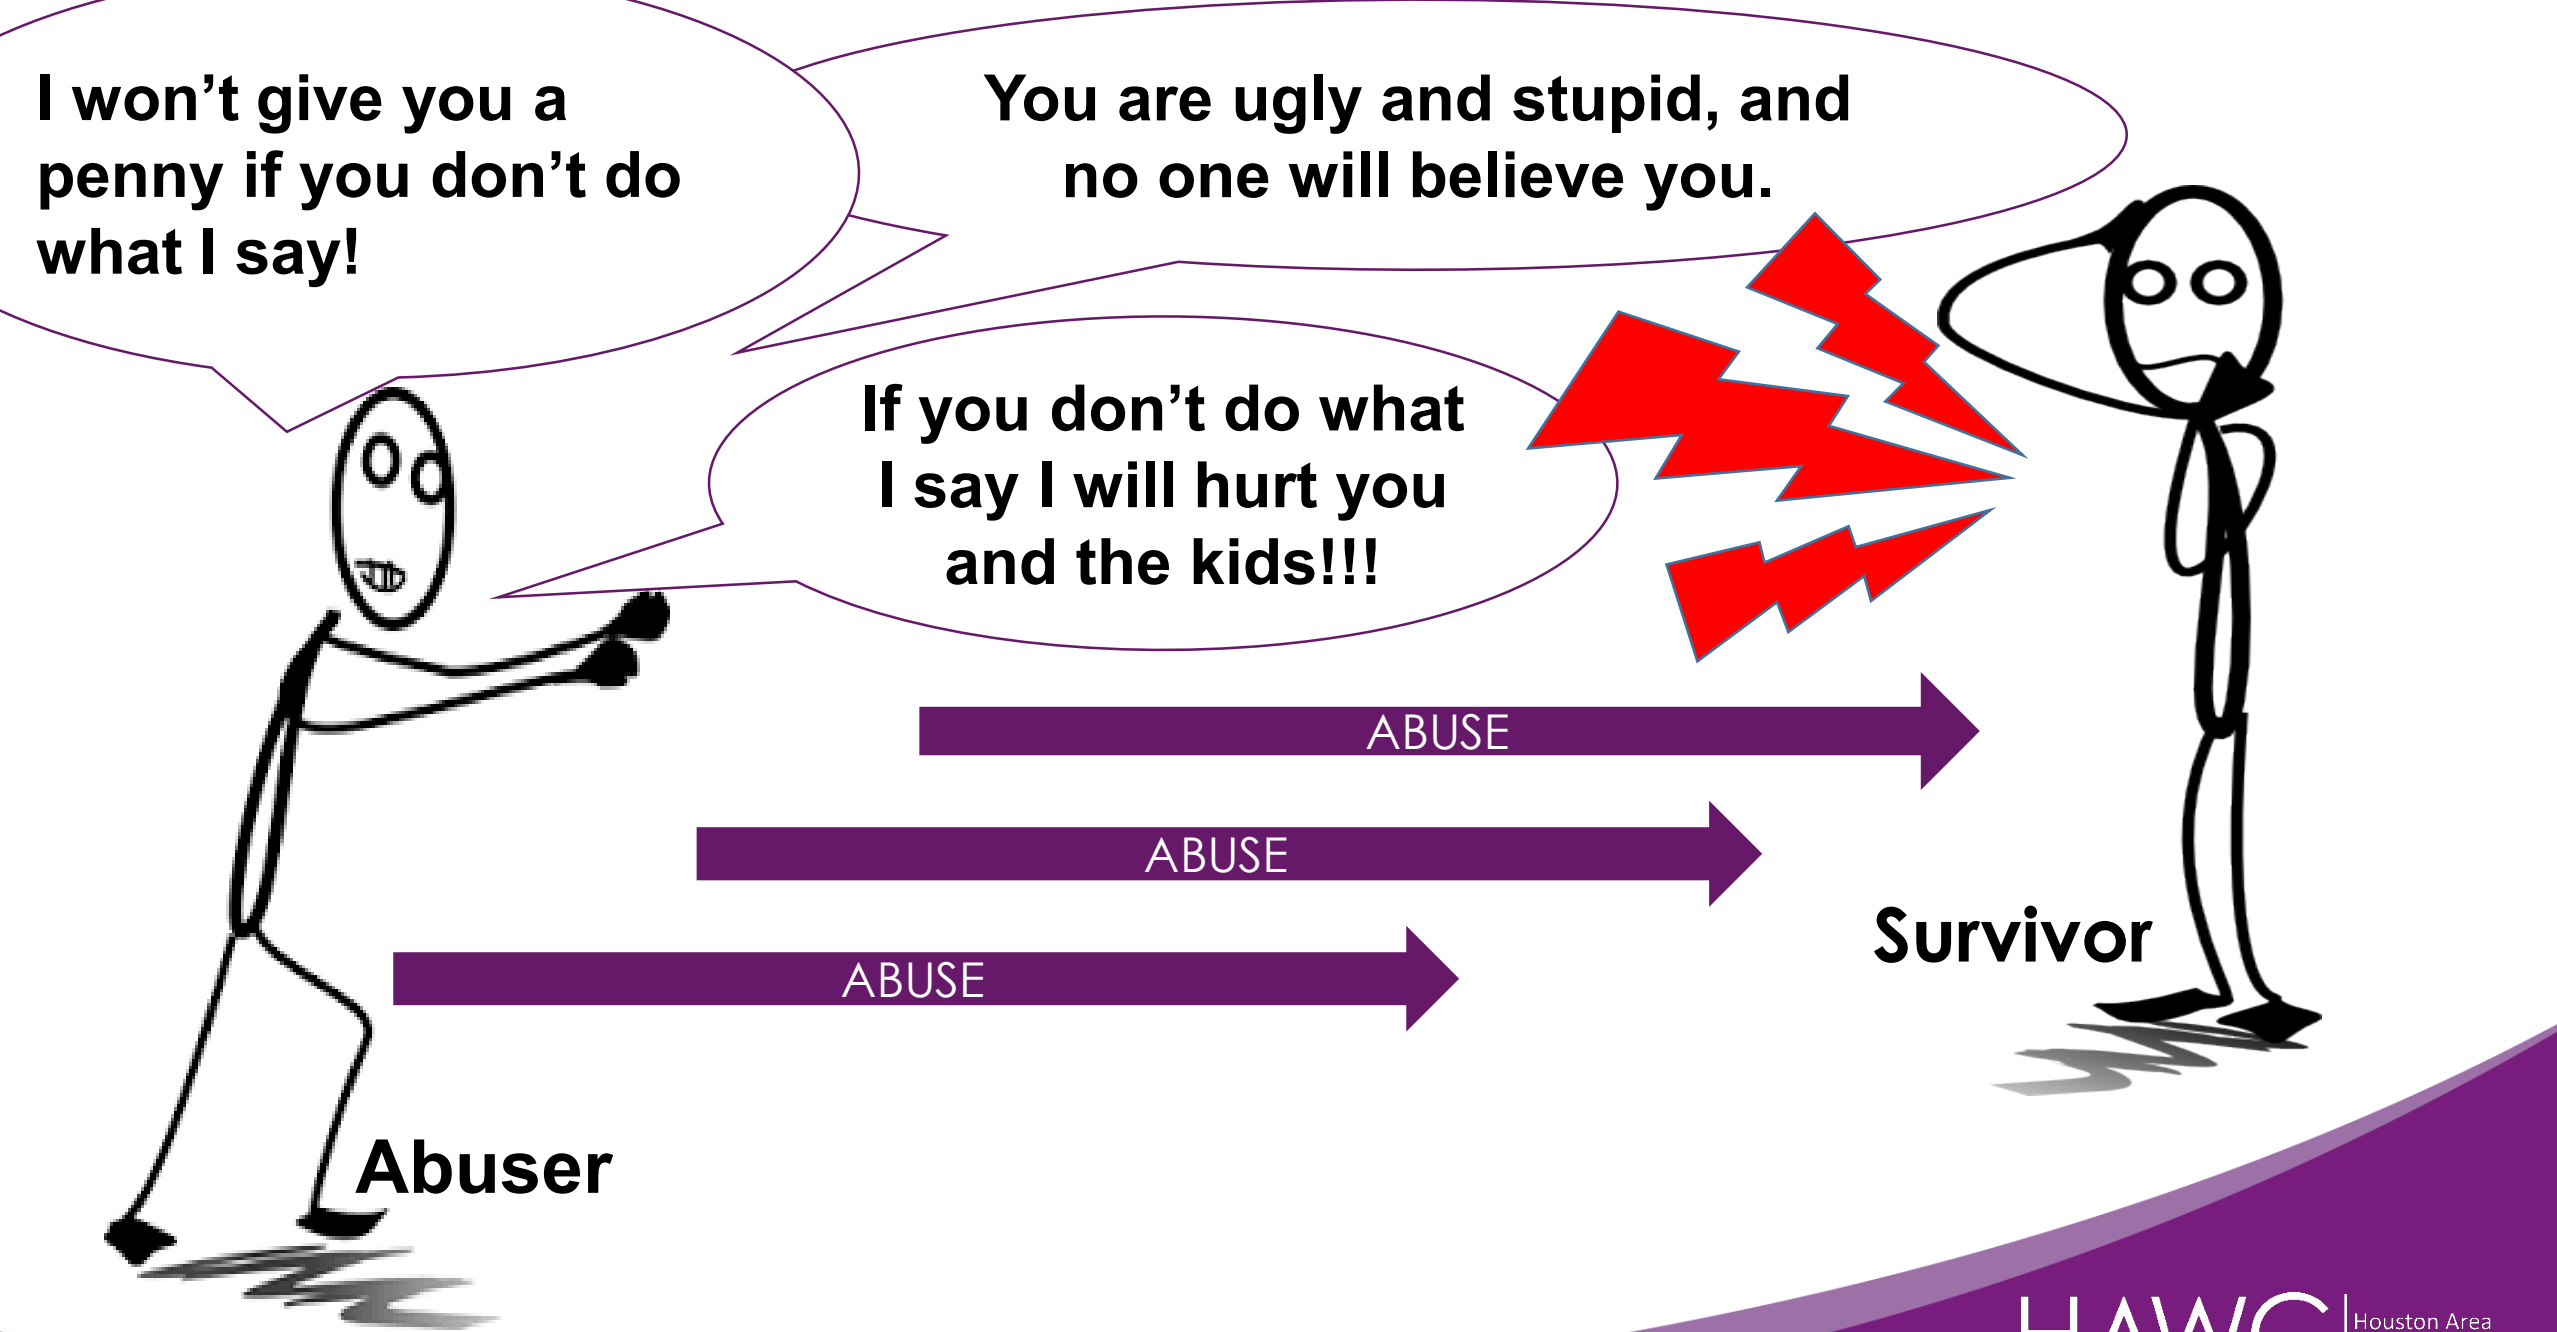 I won’t give you a
penny if you don’t do
what I say!
You are ugly and stupid, and
no one will believe you.
If you don’t do what
I say I will hurt you
and the kids!!!
ABUSE
ABUSE
ABUSE
Survivor
Abuser
HAWC
Houston Area